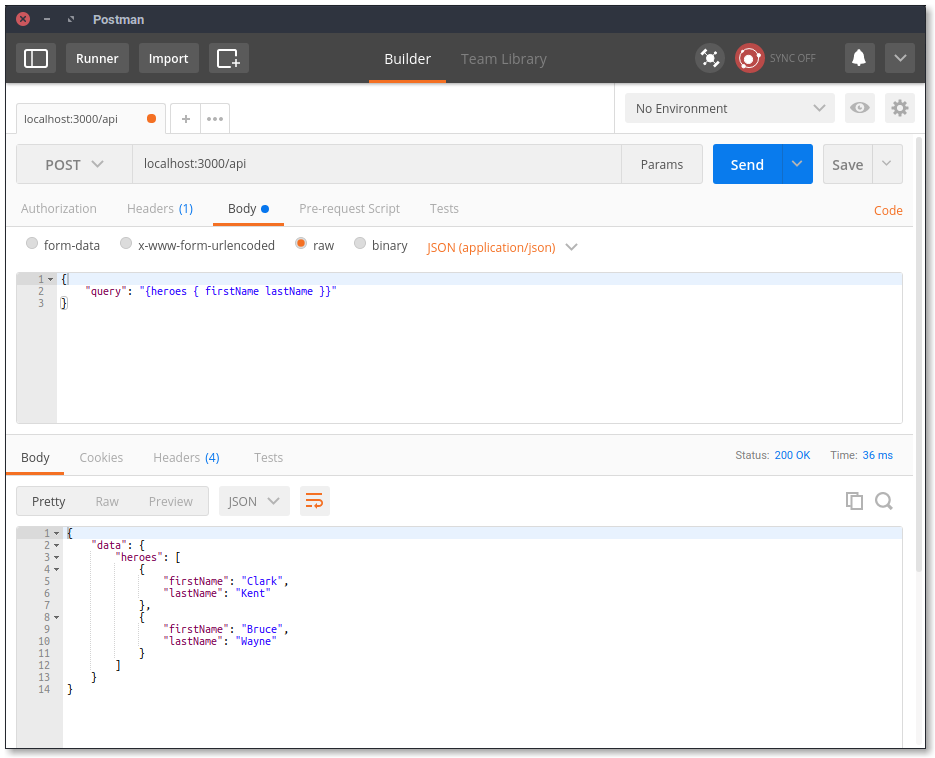 Postman
Runner Import Builder Team Library SYNC OFF
localhost:3000/api + ••• No Environment
POST localhost:3000/api Params Send Save
Authorization Headers (1) Body Pre-request Script Tests Code
form-data x-www-form-urlencoded raw binary JSON (application/json)
1 {
2 "query": "{heroes { firstName lastName }}"
3 }
Body Cookies Headers (4) Tests Status: 200 OK Time: 36 ms
Pretty Raw Preview JSON
1 {
2 "data": {
3 "heroes": [
4 {
5 "firstName": "Clark",
6 "lastName": "Kent"
7 },
8 {
9 "firstName": "Bruce",
10 "lastName": "Wayne"
11 }
12 ]
13 }
14 }